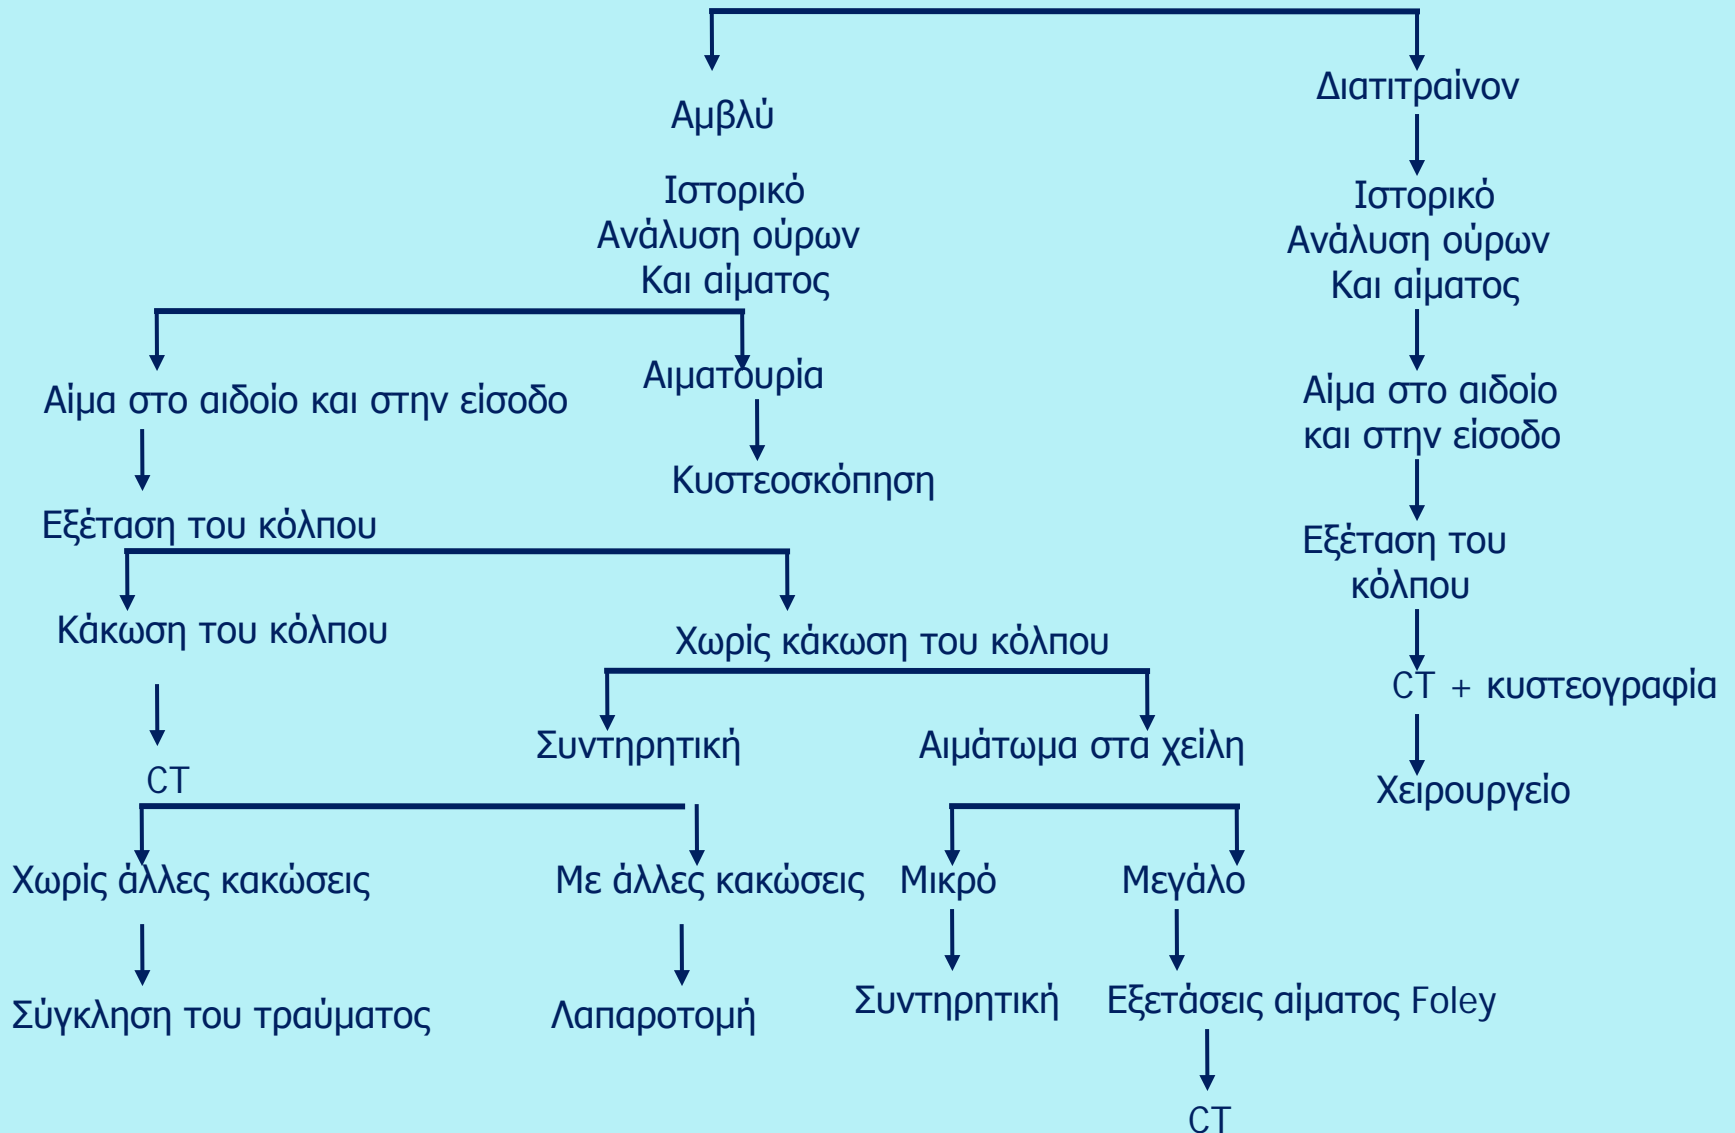 Αμβλύ
Διατιτραίνον
Ιστορικό
Ανάλυση ούρων
Και αίματος
Ιστορικό
Ανάλυση ούρων
Και αίματος
Αίμα στο αιδοίο και στην είσοδο
Αιματουρία
Αίμα στο αιδοίο
και στην είσοδο
Κυστεοσκόπηση
Εξέταση του κόλπου
Εξέταση του
κόλπου
Κάκωση του κόλπου
Χωρίς κάκωση του κόλπου
CT + κυστεογραφία
CT
Συντηρητική
Αιμάτωμα στα χείλη
Χειρουργείο
Χωρίς άλλες κακώσεις
Με άλλες κακώσεις
Μικρό
Μεγάλο
Σύγκληση του τραύματος
Λαπαροτομή
Συντηρητική
Εξετάσεις αίματος Foley
CT